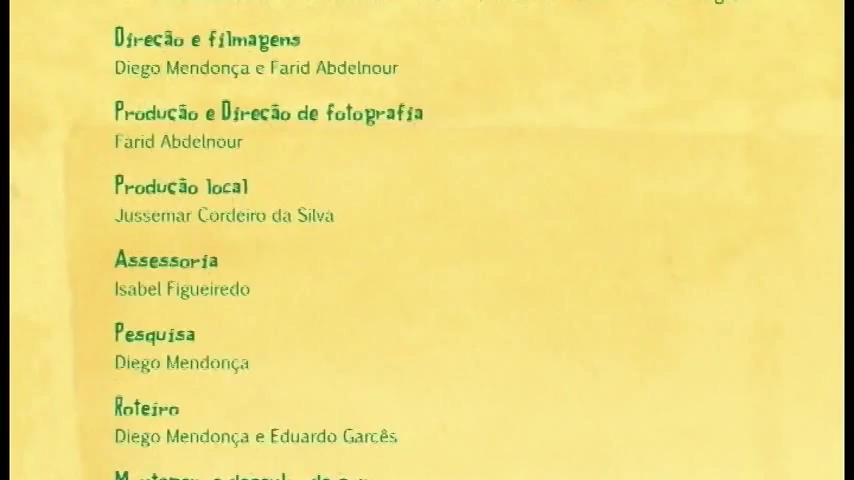 Direção e filmagens
Diego Mendonça e Farid Abdelnour
Produção e Direção de fotografia
Farid Abdelnour
Produção local
Jussemar Cordeiro da Silva
Assessoria
Isabel Figueiredo
Pesquisa
Diego Mendonça
Roteiro
Diego Mendonça e Eduardo Garcês